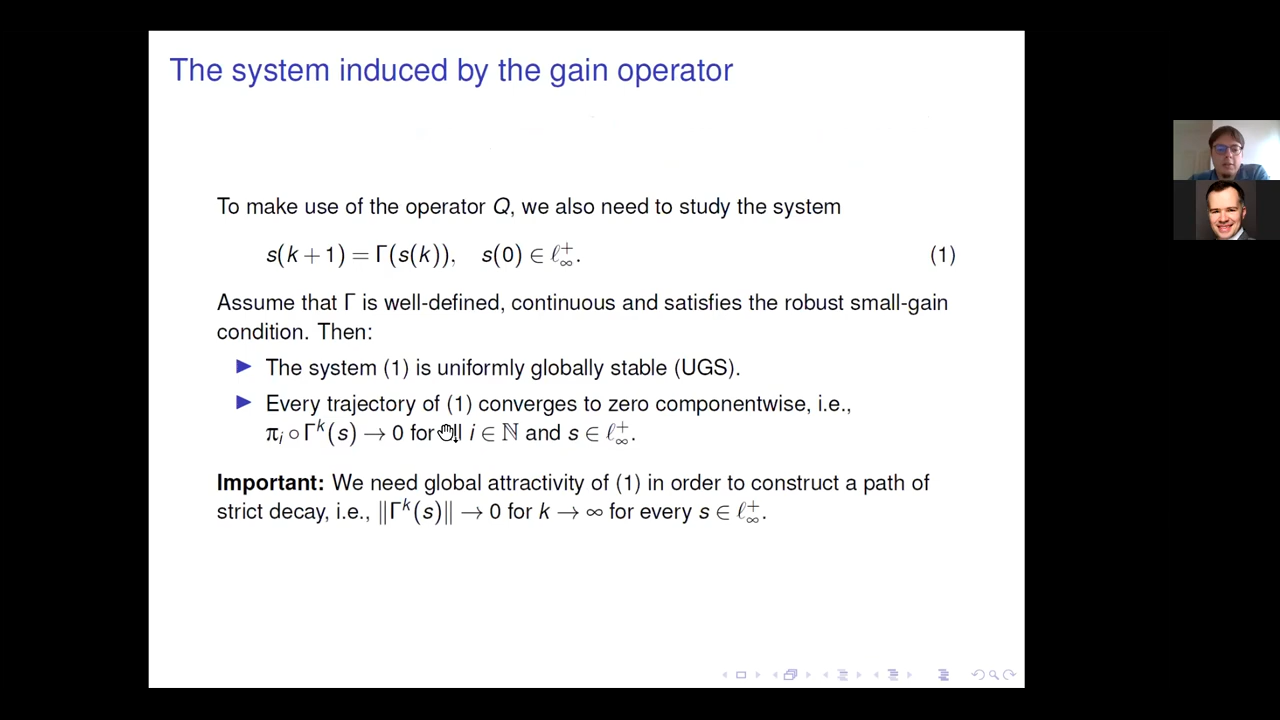 The system induced by the gain operator
To make use of the operator Q, we also need to study the system
s(k + 1) = Γ(s(k)), s(0) ∈ ℓ∞⁺. (1)
Assume that Γ is well-defined, continuous and satisfies the robust small-gain
condition. Then:
▶ The system (1) is uniformly globally stable (UGS).
▶ Every trajectory of (1) converges to zero componentwise, i.e.,
π_i ∘ Γ^k(s) → 0 for all i ∈ ℕ and s ∈ ℓ∞⁺.
Important: We need global attractivity of (1) in order to construct a path of
strict decay, i.e., ‖Γ^k(s)‖ → 0 for k → ∞ for every s ∈ ℓ∞⁺.